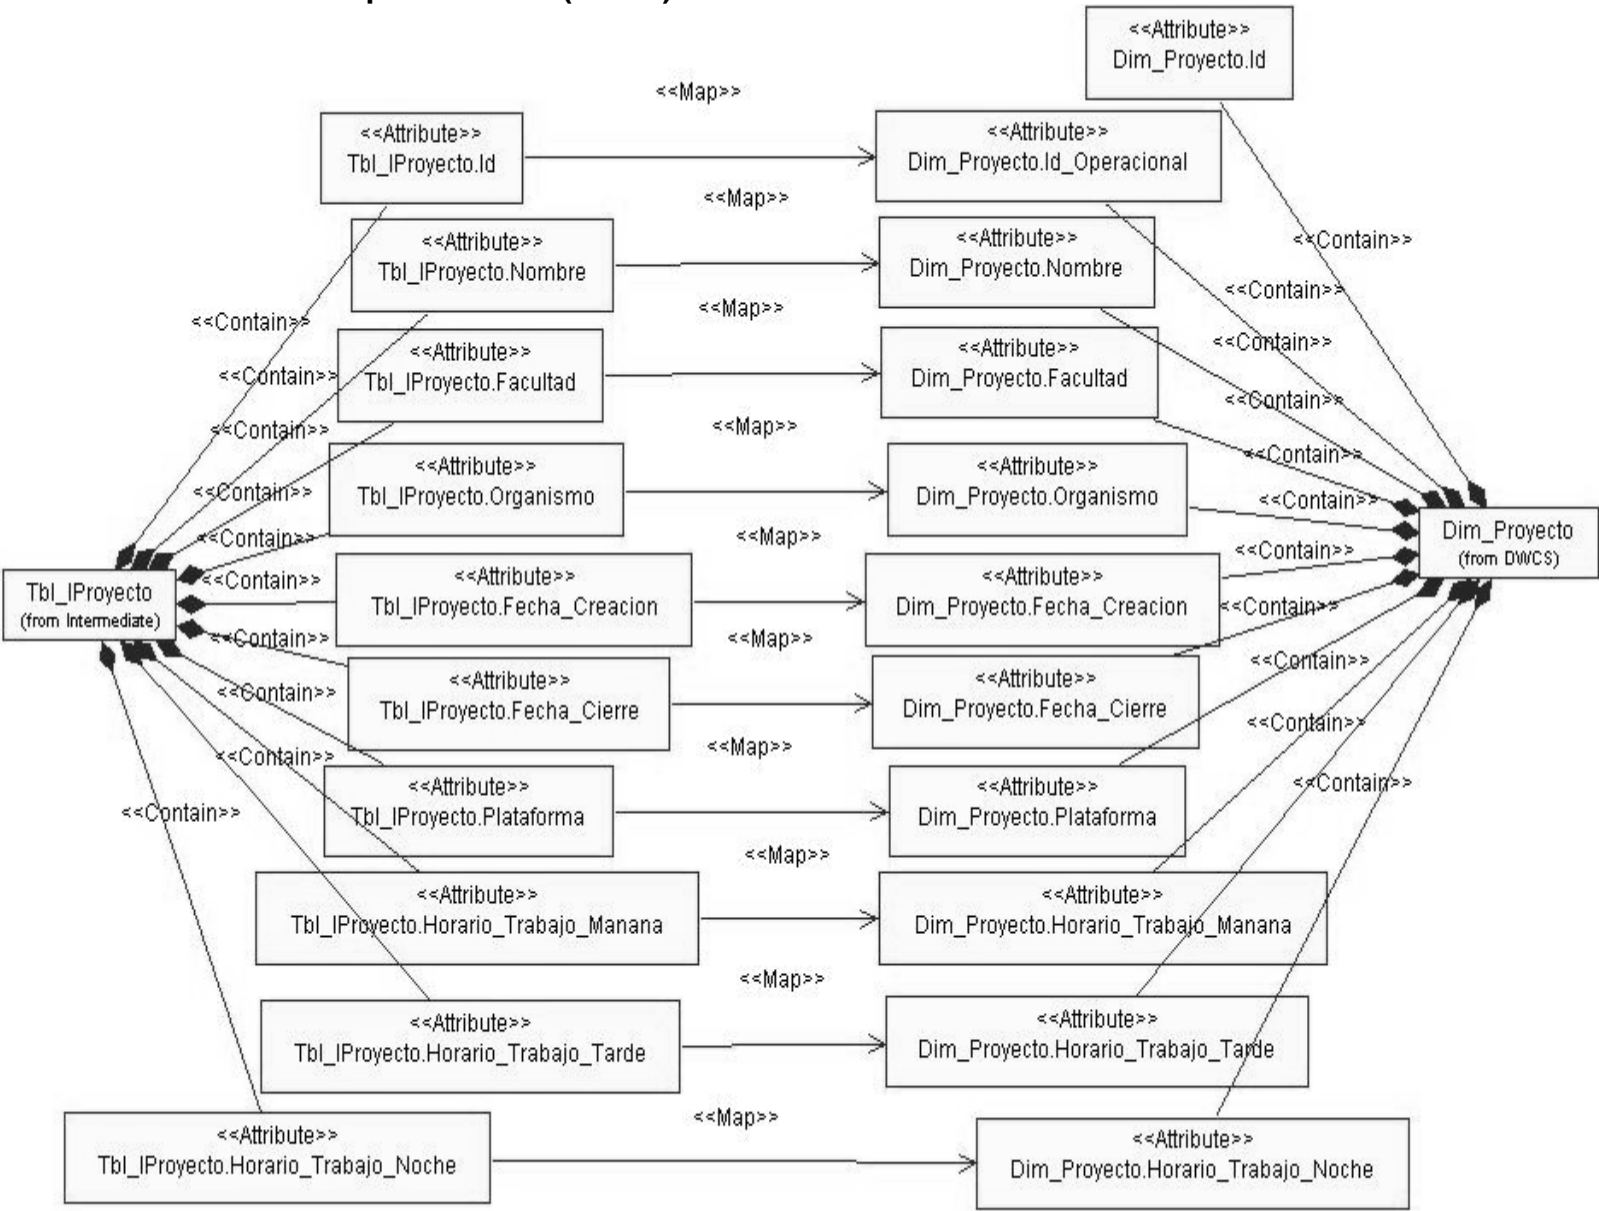 <<Attribute>>
Dim_Proyecto.Id
<<Map>>
<<Attribute>>
Tbl_IProyecto.Id
<<Attribute>>
Dim_Proyecto.Id_Operacional
<<Map>>
<<Contain>>
<<Attribute>>
Tbl_IProyecto.Nombre
<<Attribute>>
Dim_Proyecto.Nombre
<<Contain>>
<<Map>>
<<Contain>>
<<Contain>>
<<Attribute>>
Tbl_IProyecto.Facultad
<<Attribute>>
Dim_Proyecto.Facultad
<<Contain>>
<<Contain>>
<<Map>>
<<Contain>>
<<Contain>>
<<Attribute>>
Tbl_IProyecto.Organismo
<<Attribute>>
Dim_Proyecto.Organismo
<<Contain>>
<<Contain>>
<<Contain>>
<<Map>>
<<Contain>>
Dim_Proyecto
(from DWCS)
Tbl_IProyecto
(from Intermediate)
<<Contain>>
<<Attribute>>
Tbl_IProyecto.Fecha_Creacion
<<Attribute>>
Dim_Proyecto.Fecha_Creacion
<<Contain>>
<<Contain>>
<<Map>>
<<Contain>>
<<Attribute>>
Tbl_IProyecto.Fecha_Cierre
<<Attribute>>
Dim_Proyecto.Fecha_Cierre
<<Contain>>
<<Contain>>
<<Map>>
<<Contain>>
<<Attribute>>
Tbl_IProyecto.Plataforma
<<Attribute>>
Dim_Proyecto.Plataforma
<<Contain>>
<<Contain>>
<<Map>>
<<Attribute>>
Tbl_IProyecto.Horario_Trabajo_Manana
<<Attribute>>
Dim_Proyecto.Horario_Trabajo_Manana
<<Map>>
<<Attribute>>
Tbl_IProyecto.Horario_Trabajo_Tarde
<<Attribute>>
Dim_Proyecto.Horario_Trabajo_Tarde
<<Map>>
<<Attribute>>
Tbl_IProyecto.Horario_Trabajo_Noche
<<Attribute>>
Dim_Proyecto.Horario_Trabajo_Noche